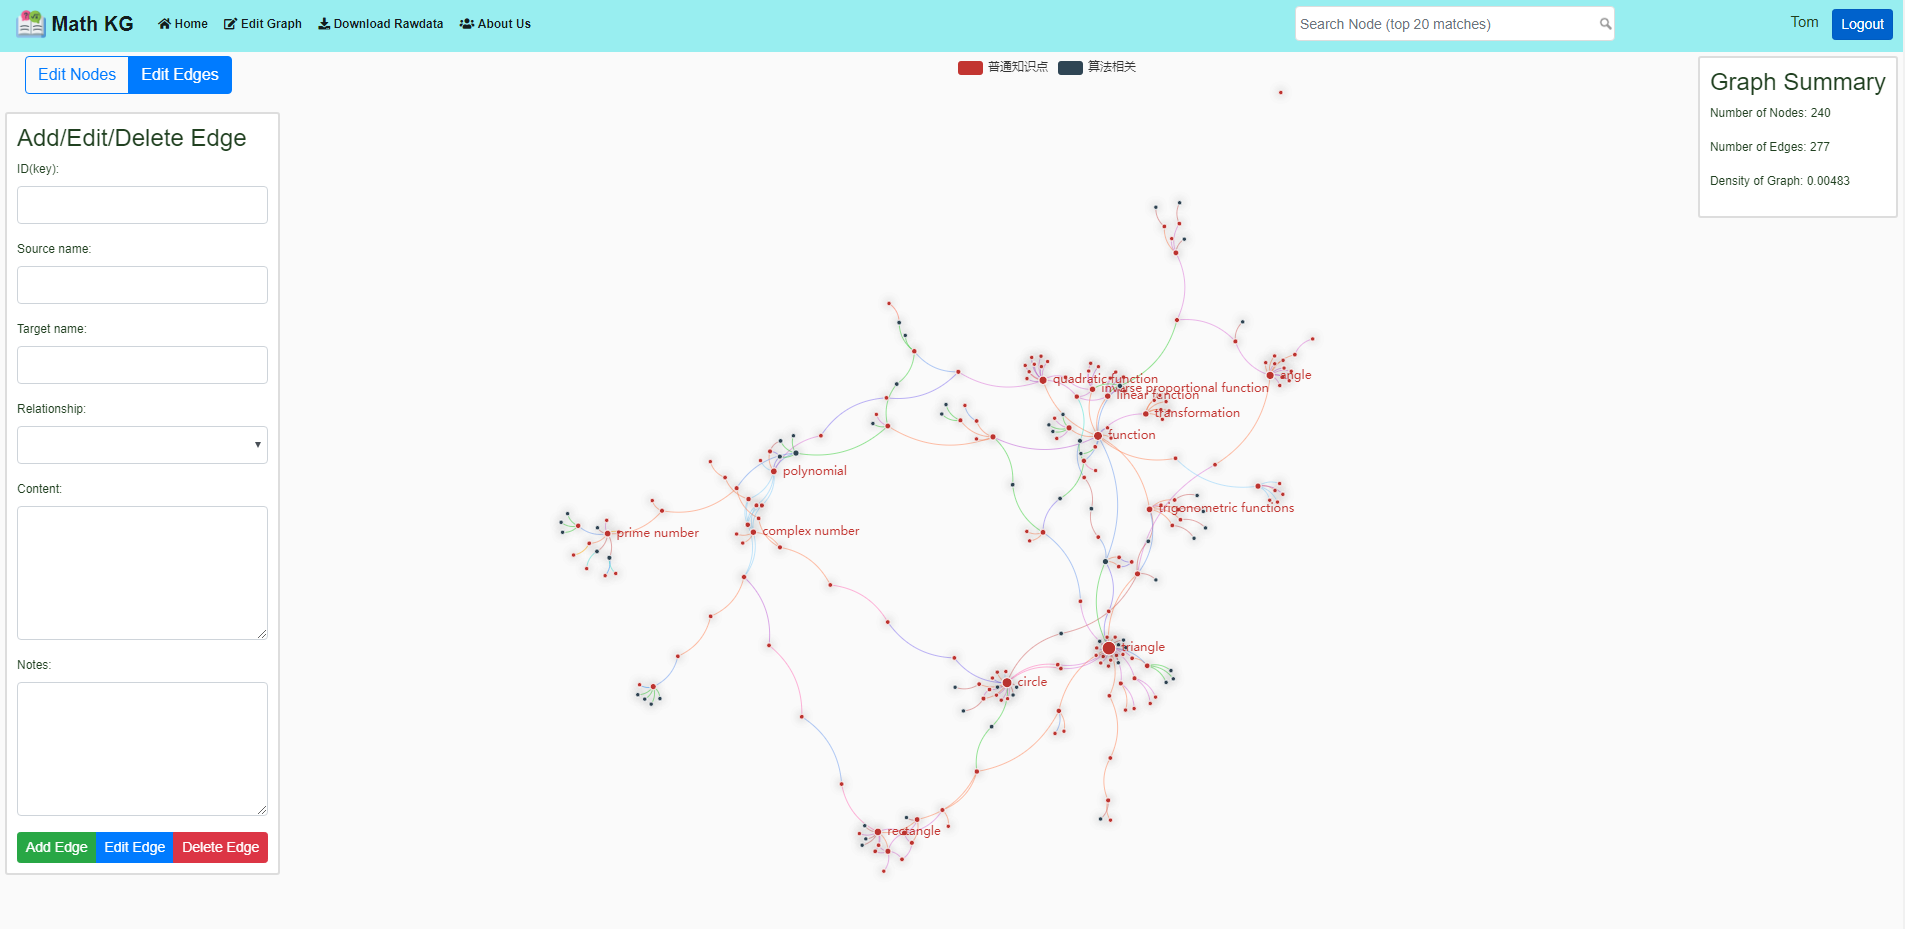 Math KG
Home
Edit Graph
Download Rawdata
About Us
Search Node (top 20 matches)
Tom
Logout
Edit Nodes
Edit Edges
普通知识点
算法相关
Graph Summary
Number of Nodes: 240
Number of Edges: 277
Density of Graph: 0.00483
Add/Edit/Delete Edge
ID(key):
Source name:
Target name:
Relationship:
Content:
Notes:
Add Edge
Edit Edge
Delete Edge
angle
quadratic function
inverse proportional function
linear function
transformation
function
polynomial
trigonometric functions
complex number
prime number
triangle
circle
rectangle